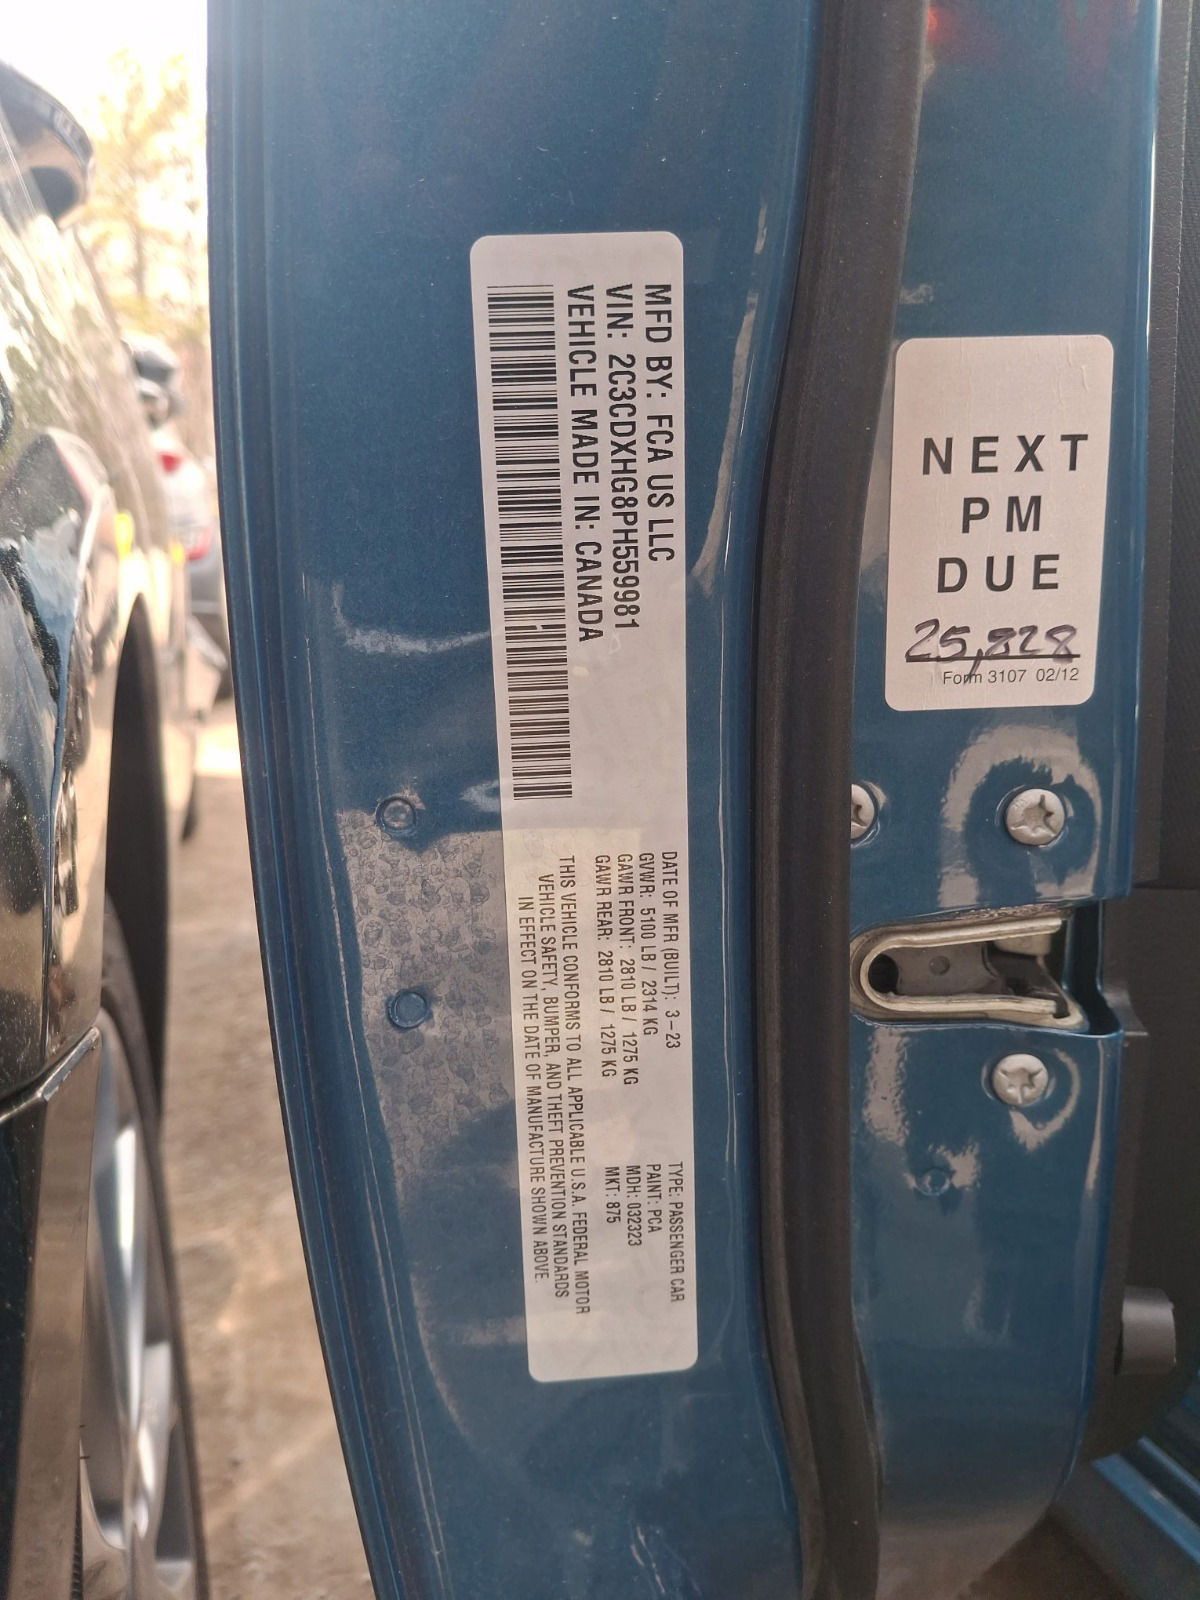 MFD BY: FCA US LLC
VIN: 2C3CDXHG8PH559981
VEHICLE MADE IN: CANADA
DATE OF MFR (BUILT): 3-23
GVWR: 5100 LB / 2314 KG
GAWR FRONT: 2810 LB / 1275 KG
GAWR REAR: 2810 LB / 1275 KG
TYPE: PASSENGER CAR
PAINT: PCA
MDH: 032323
MKT: 875
THIS VEHICLE CONFORMS TO ALL APPLICABLE U.S.A. FEDERAL MOTOR
VEHICLE SAFETY, BUMPER, AND THEFT PREVENTION STANDARDS
IN EFFECT ON THE DATE OF MANUFACTURE SHOWN ABOVE.
NEXT
PM
DUE
25,828
Form 3107 02/12